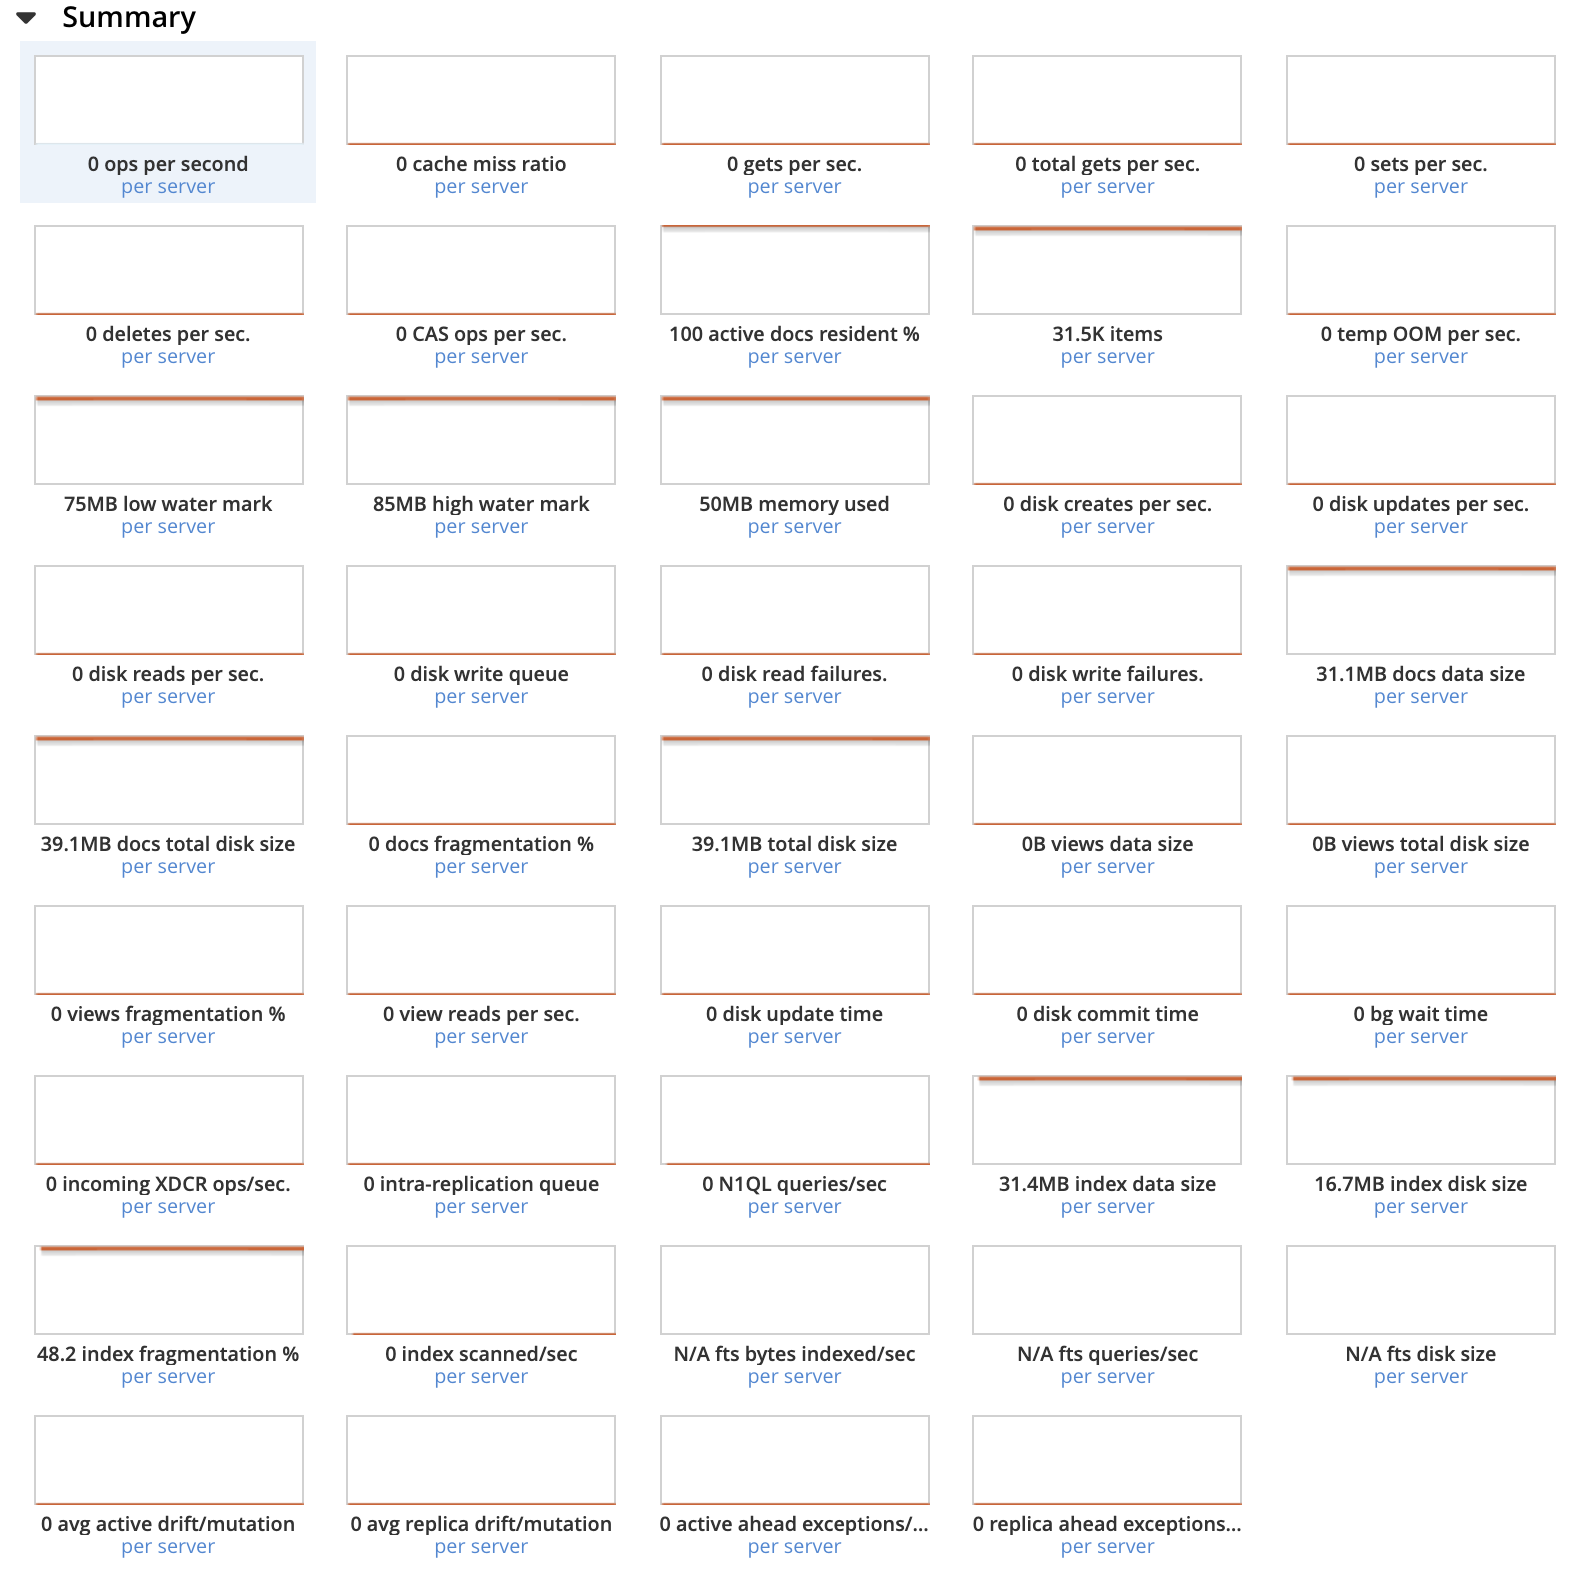 Summary
0 ops per second
per server
0 cache miss ratio
per server
0 gets per sec.
per server
0 total gets per sec.
per server
0 sets per sec.
per server
0 deletes per sec.
per server
0 CAS ops per sec.
per server
100 active docs resident %
per server
31.5K items
per server
0 temp OOM per sec.
per server
75MB low water mark
per server
85MB high water mark
per server
50MB memory used
per server
0 disk creates per sec.
per server
0 disk updates per sec.
per server
0 disk reads per sec.
per server
0 disk write queue
per server
0 disk read failures.
per server
0 disk write failures.
per server
31.1MB docs data size
per server
39.1MB docs total disk size
per server
0 docs fragmentation %
per server
39.1MB total disk size
per server
0B views data size
per server
0B views total disk size
per server
0 views fragmentation %
per server
0 view reads per sec.
per server
0 disk update time
per server
0 disk commit time
per server
0 bg wait time
per server
0 incoming XDCR ops/sec.
per server
0 intra-replication queue
per server
0 N1QL queries/sec
per server
31.4MB index data size
per server
16.7MB index disk size
per server
48.2 index fragmentation %
per server
0 index scanned/sec
per server
N/A fts bytes indexed/sec
per server
N/A fts queries/sec
per server
N/A fts disk size
per server
0 avg active drift/mutation
per server
0 avg replica drift/mutation
per server
0 active ahead exceptions/...
per server
0 replica ahead exceptions...
per server